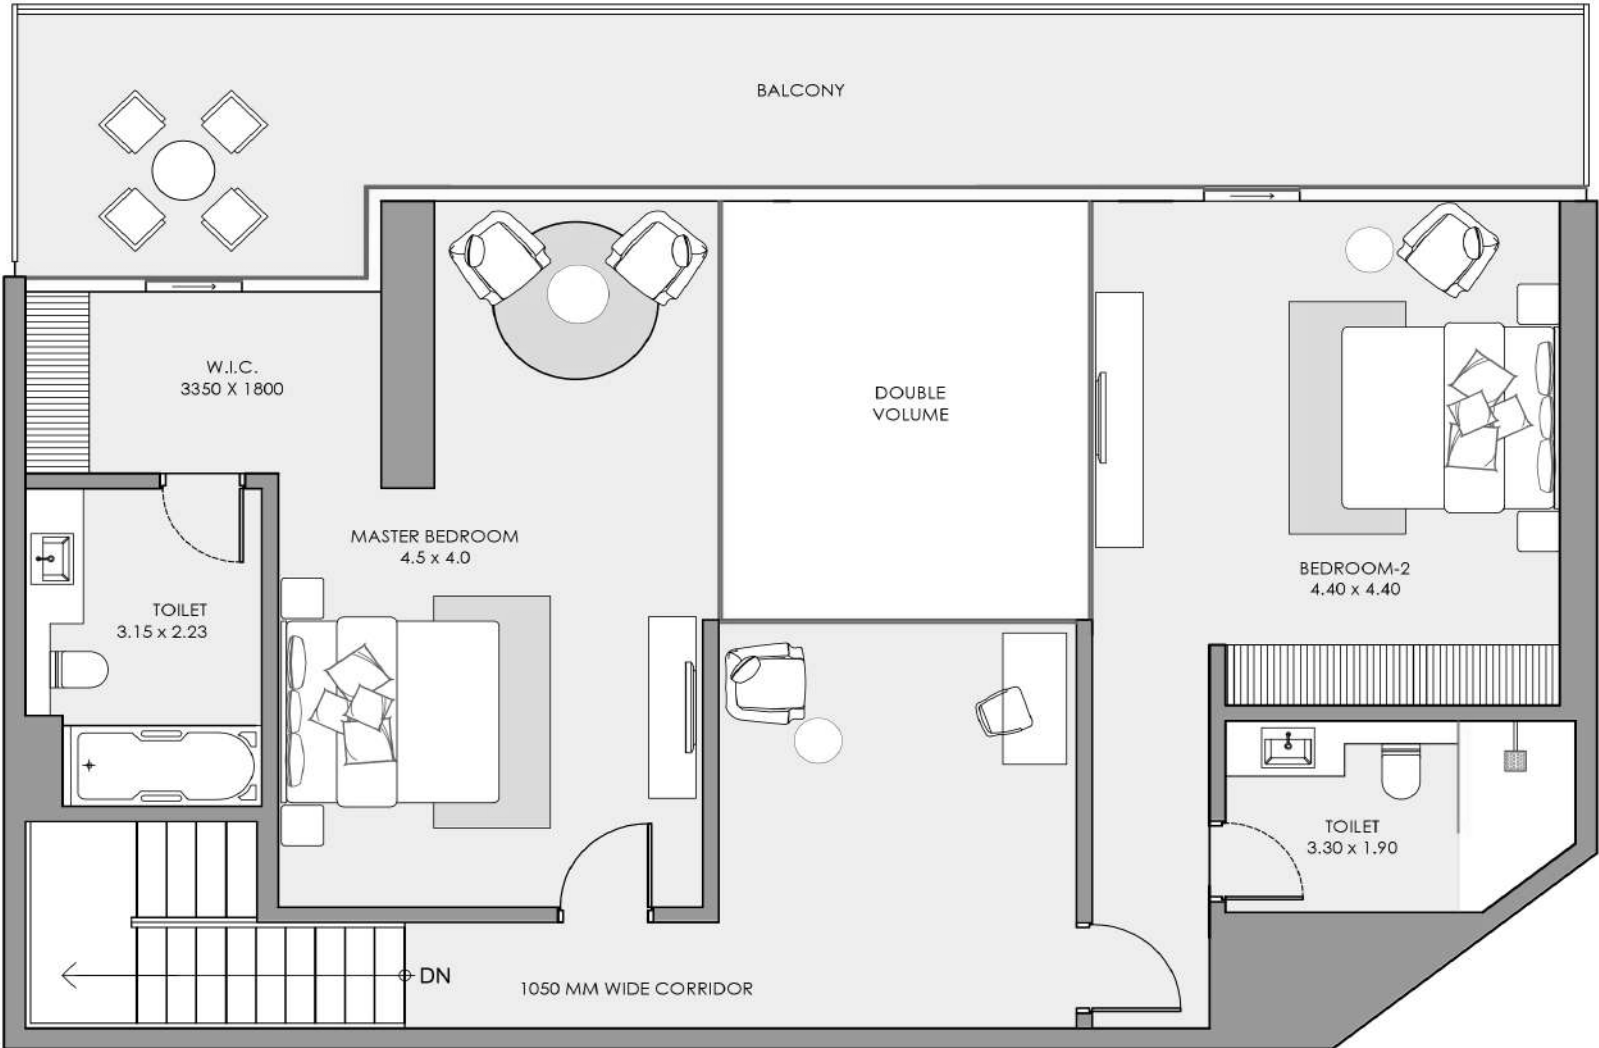 BALCONY
W.I.C.
3350 X 1800
DOUBLE
VOLUME
MASTER BEDROOM
4.5 x 4.0
BEDROOM-2
4.40 x 4.40
TOILET
3.15 x 2.23
TOILET
3.30 x 1.90
DN
1050 MM WIDE CORRIDOR